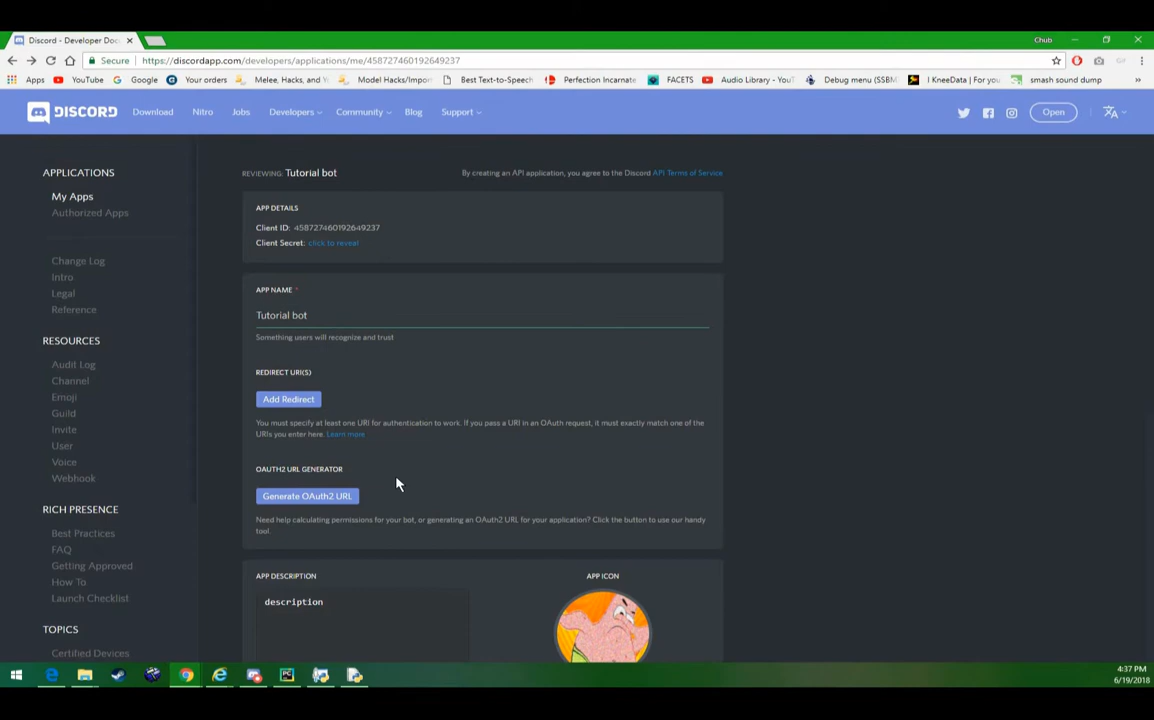 Discord - Developer Docu
Chub
Secure
https://discordapp.com/developers/applications/me/458727460192649237
Apps
YouTube
Google
Your orders
Melee, Hacks, and
Model Hacks/Impor
Best Text-to-Speech
Perfection Incarnate
FACETS
Audio Library - You
Debug menu (SSBM
I KneeData | For you
smash sound dump
DISCORD
Download
Nitro
Jobs
Developers
Community
Blog
Support
Open
APPLICATIONS
My Apps
Authorized Apps
Change Log
Intro
Legal
Reference
RESOURCES
Audit Log
Channel
Emoji
Guild
Invite
User
Voice
Webhook
RICH PRESENCE
Best Practices
FAQ
Getting Approved
How To
Launch Checklist
TOPICS
Certified Devices
REVIEWING: Tutorial bot
By creating an API application, you agree to the Discord API Terms of Service
APP DETAILS
Client ID: 458727460192649237
Client Secret: click to reveal
APP NAME *
Tutorial bot
Something users will recognize and trust
REDIRECT URI(S)
Add Redirect
You must specify at least one URI for authentication to work. If you pass a URI in an OAuth request, it must exactly match one of the
URIs you enter here. Learn more
OAUTH2 URL GENERATOR
Generate OAuth2 URL
Need help calculating permissions for your bot, or generating an OAuth2 URL for your application? Click the button to use our handy
tool.
APP DESCRIPTION
description
APP ICON
4:37 PM
6/19/2018